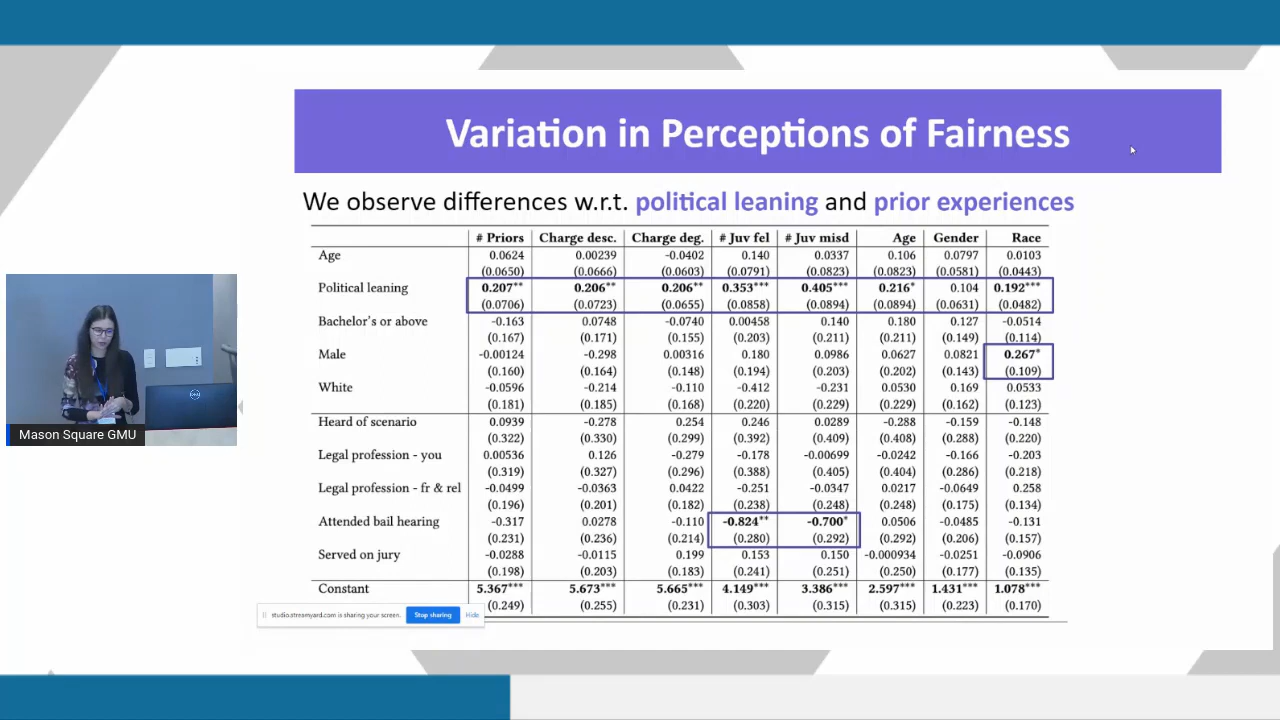 Variation in Perceptions of Fairness
We observe differences w.r.t. political leaning and prior experiences
# Priors Charge desc. Charge deg. # Juv fel # Juv misd Age Gender Race
Age 0.0624 0.00239 -0.0402 0.140 0.0337 0.106 0.0797 0.0103
(0.0650) (0.0666) (0.0603) (0.0791) (0.0823) (0.0823) (0.0581) (0.0443)
Political leaning 0.207** 0.206** 0.206** 0.353*** 0.405*** 0.216* 0.104 0.192***
(0.0706) (0.0723) (0.0655) (0.0858) (0.0894) (0.0894) (0.0631) (0.0482)
Bachelor's or above -0.163 0.0748 -0.0740 0.00458 0.140 0.180 0.127 -0.0514
(0.167) (0.171) (0.155) (0.203) (0.211) (0.211) (0.149) (0.114)
Male -0.00124 -0.298 0.00316 0.180 0.0986 0.0627 0.0821 0.267*
(0.160) (0.164) (0.148) (0.194) (0.203) (0.202) (0.143) (0.109)
White -0.0596 -0.214 -0.110 -0.412 -0.231 0.0530 0.169 0.0533
(0.181) (0.185) (0.168) (0.220) (0.229) (0.229) (0.162) (0.123)
Heard of scenario 0.0939 -0.278 0.254 0.246 0.0289 -0.288 -0.159 -0.148
(0.322) (0.330) (0.299) (0.392) (0.409) (0.408) (0.288) (0.220)
Legal profession - you 0.00536 0.126 -0.279 -0.178 -0.00699 -0.0242 -0.166 -0.203
(0.319) (0.327) (0.296) (0.388) (0.405) (0.404) (0.286) (0.218)
Legal profession - fr & rel -0.0499 -0.0363 0.0422 -0.251 -0.0347 0.0217 -0.0649 0.258
(0.196) (0.201) (0.182) (0.238) (0.248) (0.248) (0.175) (0.134)
Attended bail hearing -0.317 0.0278 -0.110 -0.824** -0.700* 0.0506 -0.0485 -0.131
(0.231) (0.236) (0.214) (0.280) (0.292) (0.292) (0.206) (0.157)
Served on jury -0.0288 -0.0115 0.199 0.153 0.150 -0.000934 -0.0251 -0.0906
(0.198) (0.203) (0.183) (0.241) (0.251) (0.250) (0.177) (0.135)
Constant 5.367*** 5.673*** 5.665*** 4.149*** 3.386*** 2.597*** 1.431*** 1.078***
(0.249) (0.255) (0.231) (0.303) (0.315) (0.315) (0.223) (0.170)
studio.streamyard.com is sharing your screen. Stop sharing Hide
Mason Square GMU